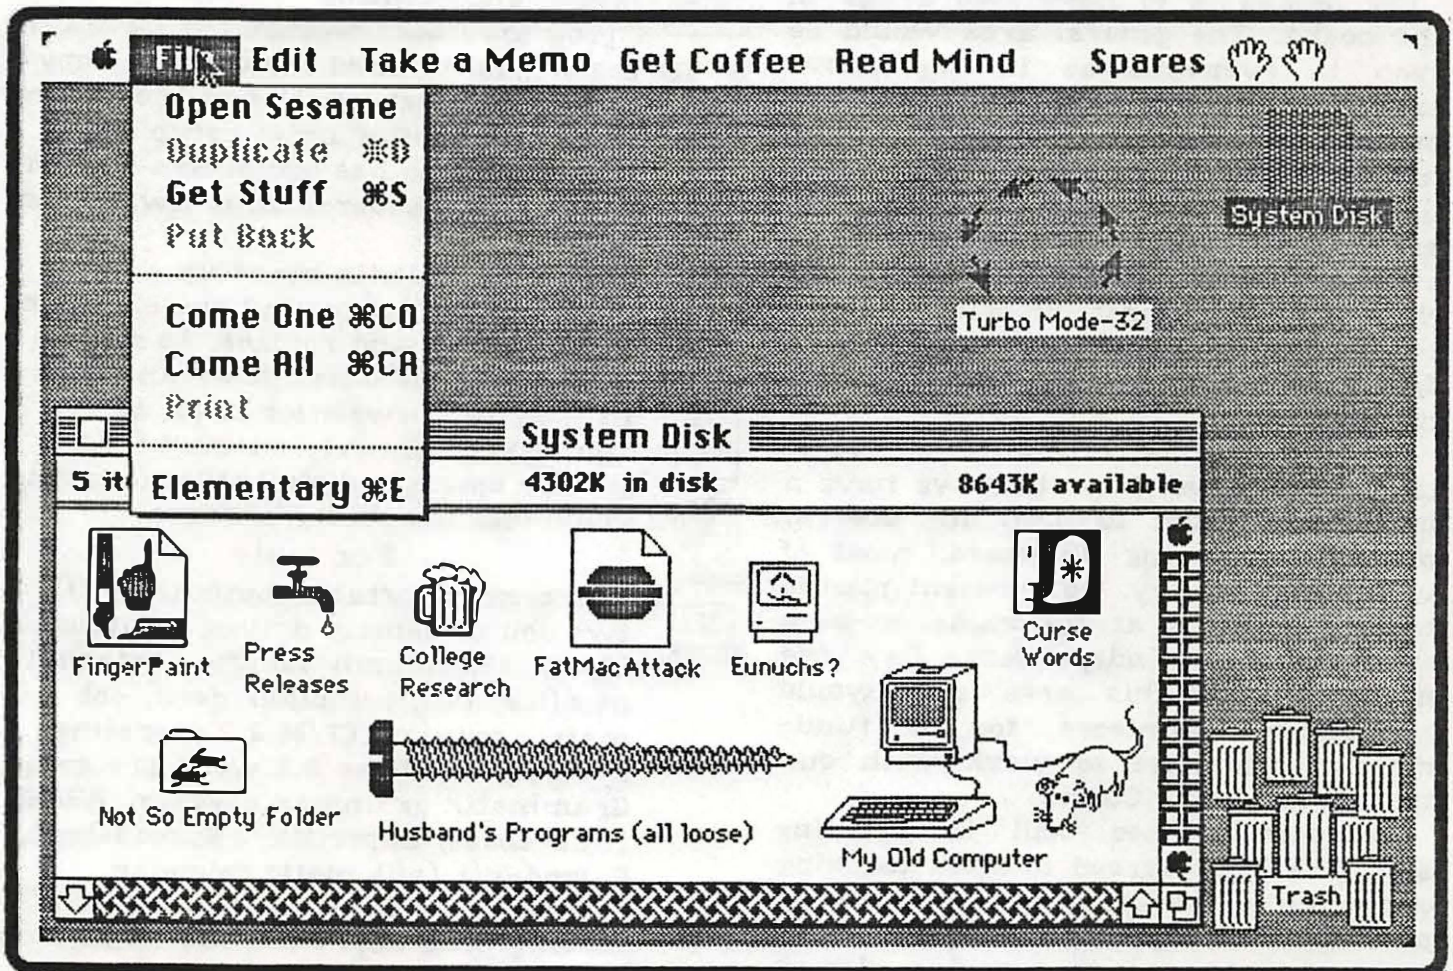 File Edit Take a Memo Get Coffee Read Mind Spares
Open Sesame
Duplicate ⌘D
Get Stuff ⌘S
Put Back
Come One ⌘CO
Come All ⌘CA
Print
Elementary ⌘E
System Disk
Turbo Mode-32
System Disk
5 it
4302K in disk
8643K available
FingerPaint
Press
Releases
College
Research
FatMacAttack
Eunuchs?
Curse
Words
Not So Empty Folder
Husband's Programs (all loose)
My Old Computer
Trash